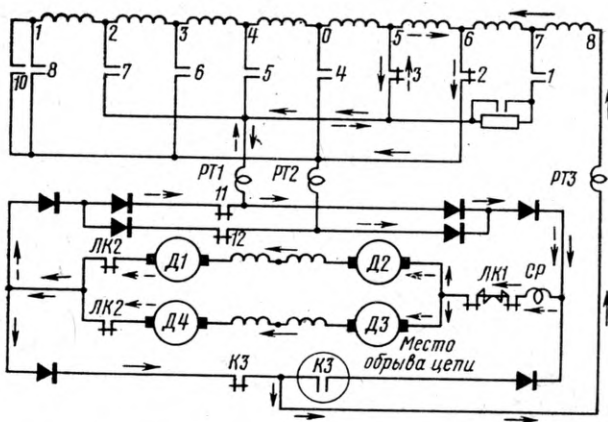 1 2 3 4 0 5 6 7 8
10 8 7 6 5 4 3 2 1
РТ1 РТ2 РТ3
11
12
ЛК2 Д1 Д2 ЛК1 СР
ЛК2 Д4 Д3
Место
обрыва цепи
КЗ КЗ